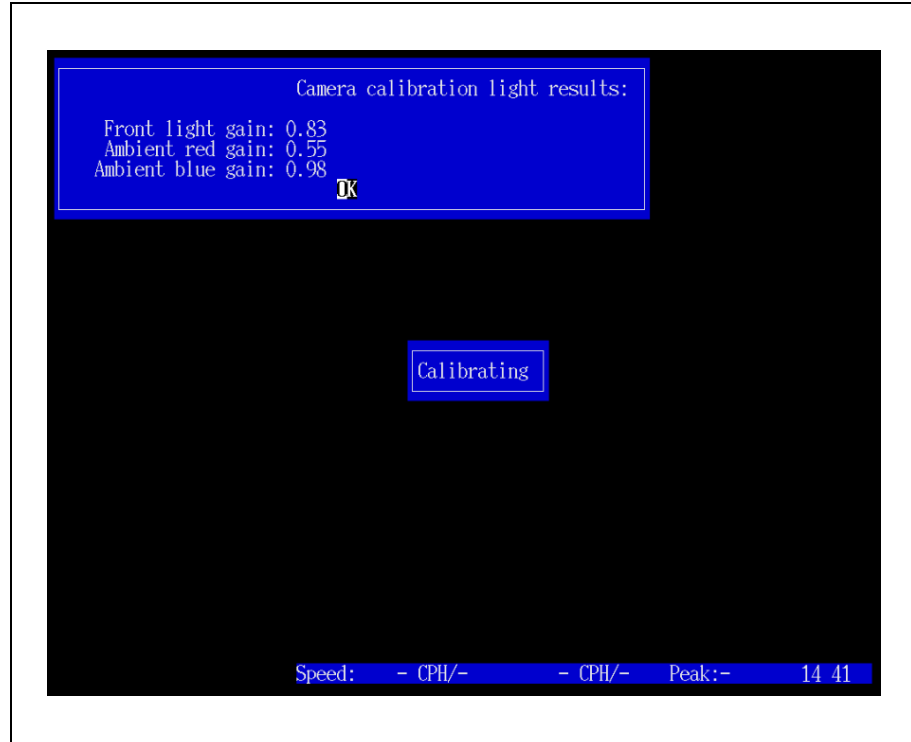 Camera calibration light results:
Front light gain: 0.83
Ambient red gain: 0.55
Ambient blue gain: 0.98
OK
Calibrating
Speed: - CPH/- - CPH/- Peak:- 14 41